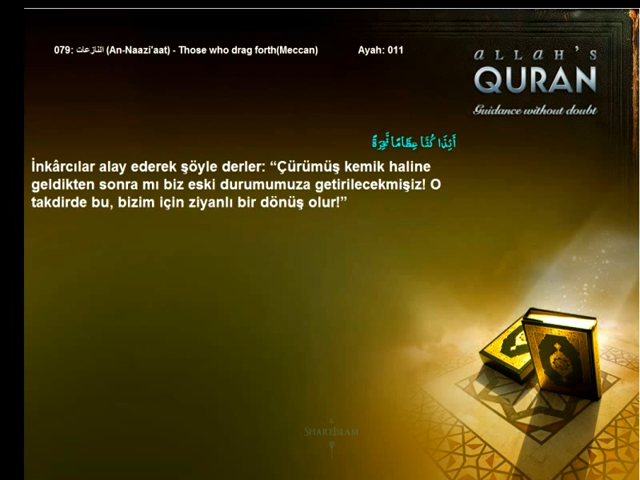 079: النازعات (An-Naazi'aat) - Those who drag forth(Meccan) Ayah: 011
ALLAH'S
QURAN
Guidance without doubt
أَئِذَا كُنَّا عِظَامًا نَّخِرَةً
İnkârcılar alay ederek şöyle derler: “Çürümüş kemik haline
geldikten sonra mı biz eski durumumuza getirilecekmişiz! O
takdirde bu, bizim için ziyanlı bir dönüş olur!”
SHAREISLAM